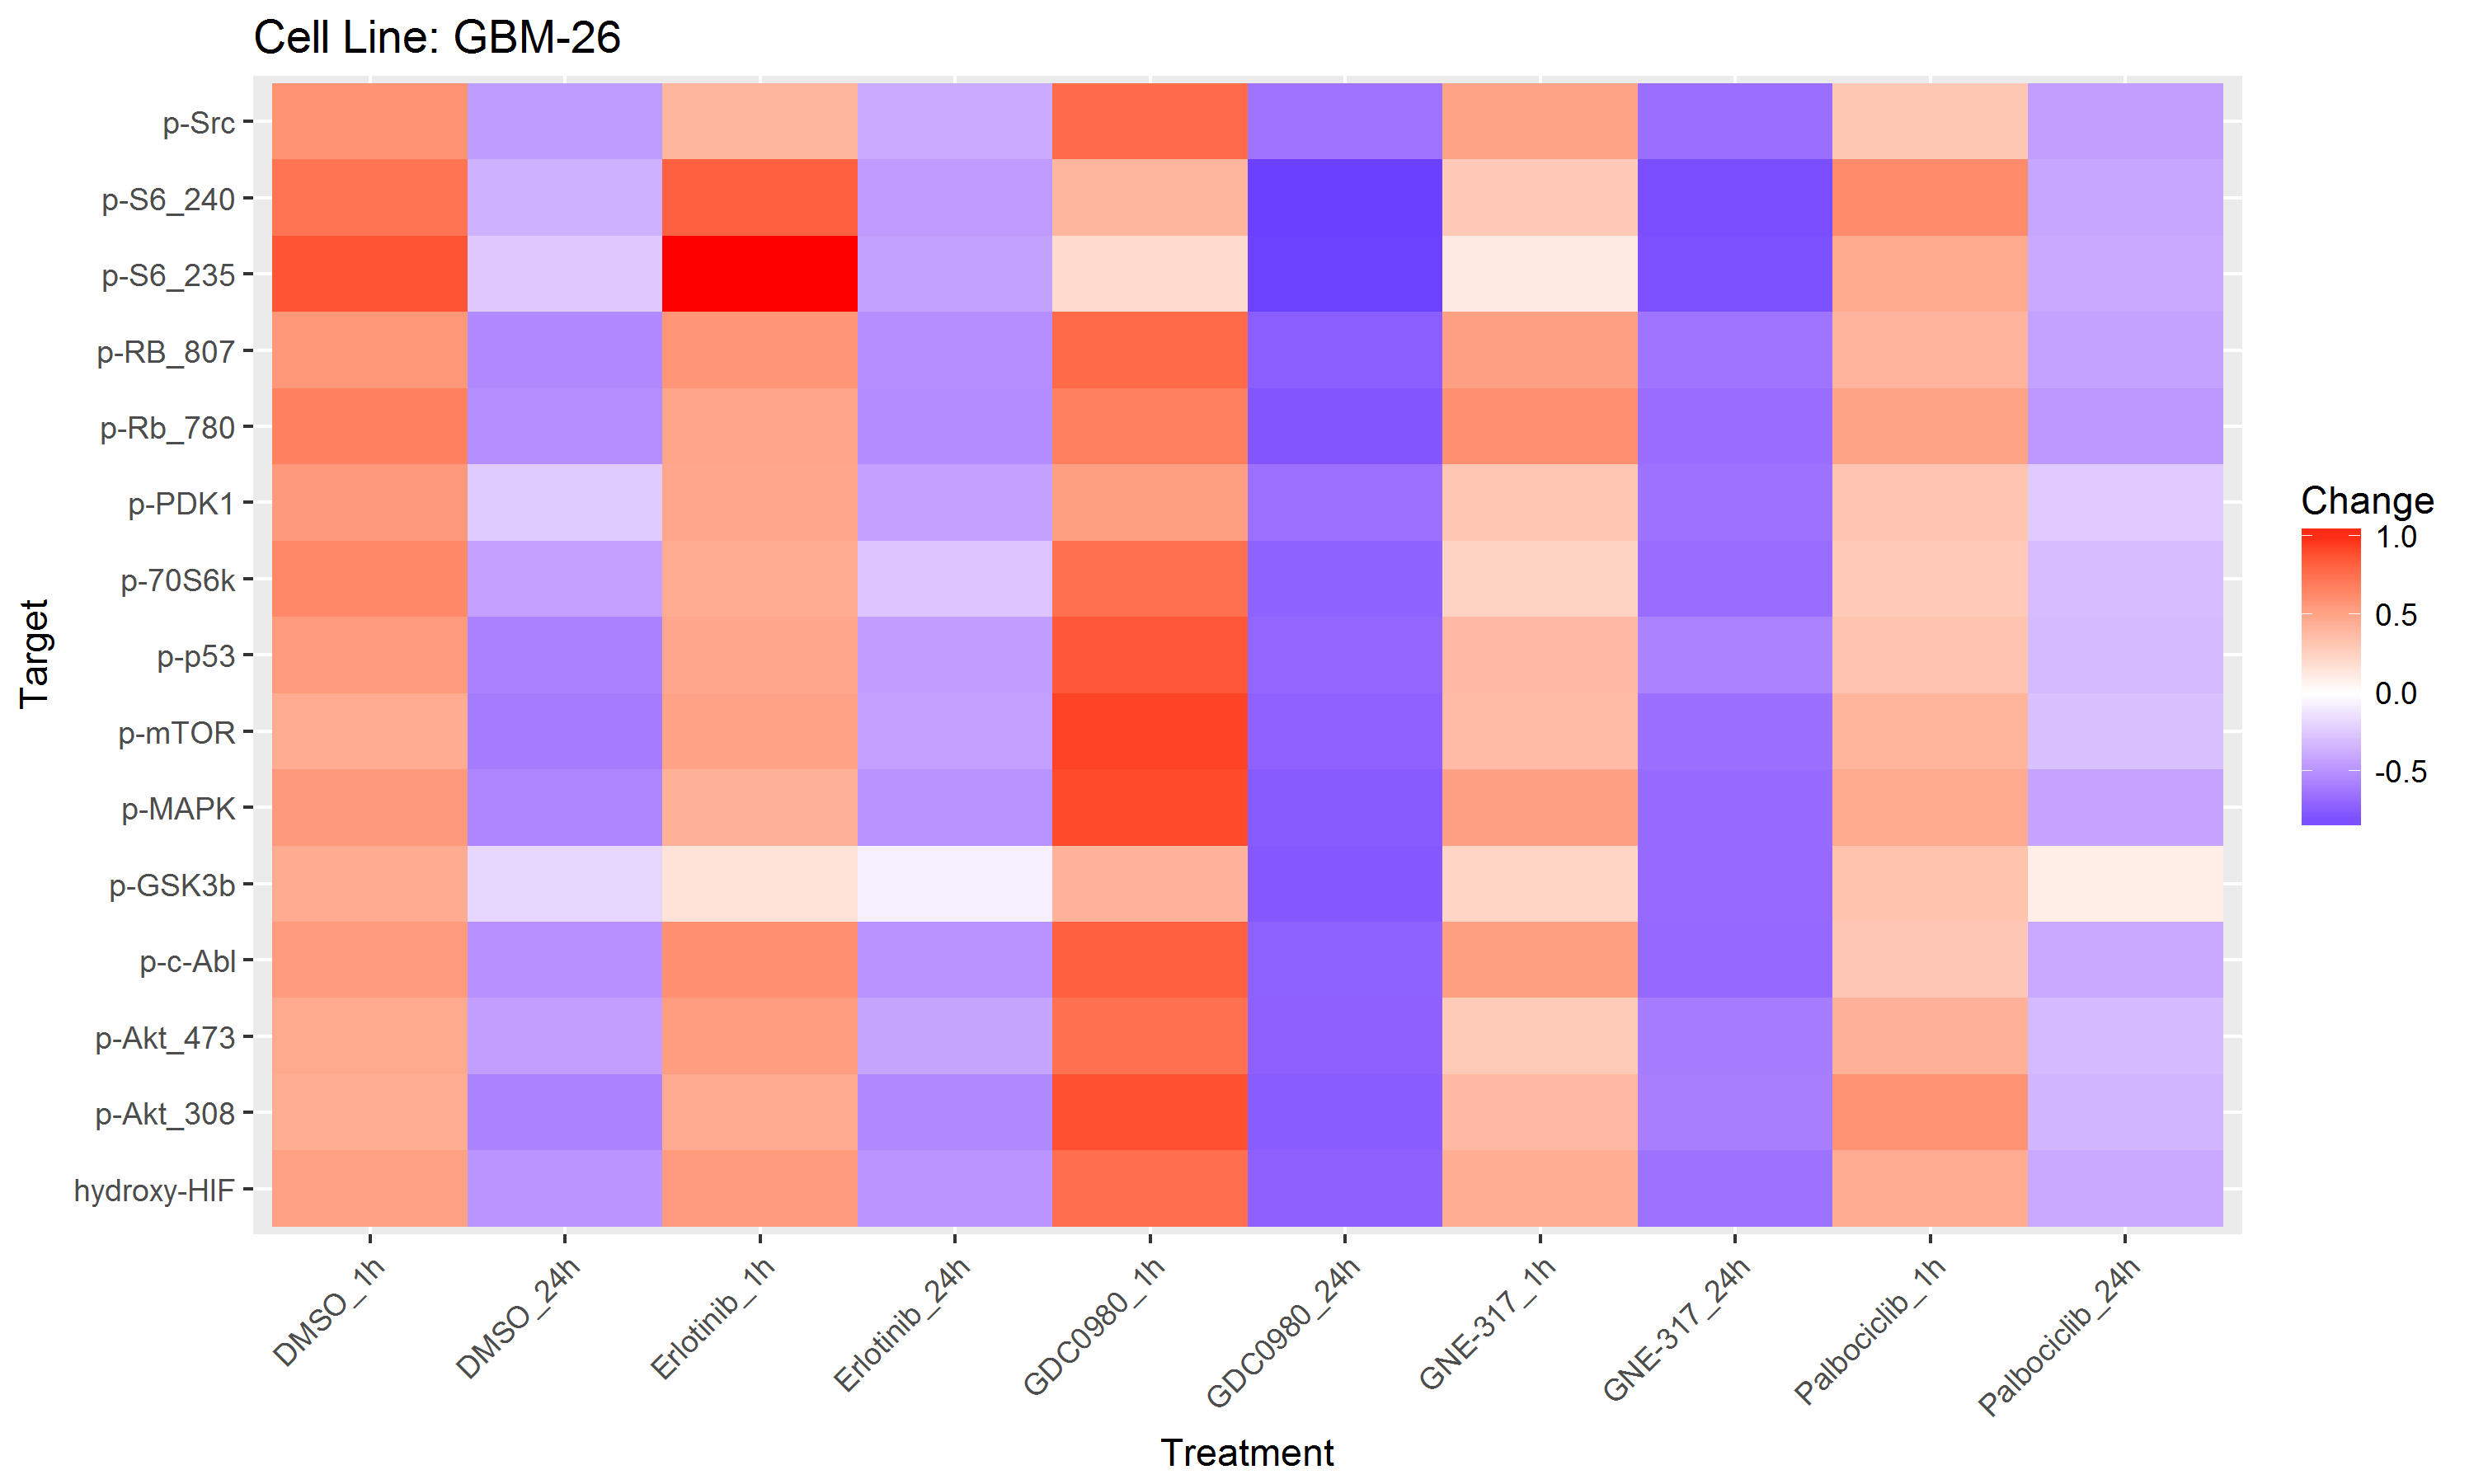 Cell Line: GBM-26
p-Src
p-S6_240
p-S6_235
p-RB_807
p-Rb_780
p-PDK1
p-70S6k
p-p53
p-mTOR
p-MAPK
p-GSK3b
p-c-Abl
p-Akt_473
p-Akt_308
hydroxy-HIF
Target
DMSO_1h
DMSO_24h
Erlotinib_1h
Erlotinib_24h
GDC0980_1h
GDC0980_24h
GNE-317_1h
GNE-317_24h
Palbociclib_1h
Palbociclib_24h
Treatment
Change
1.0
0.5
0.0
-0.5